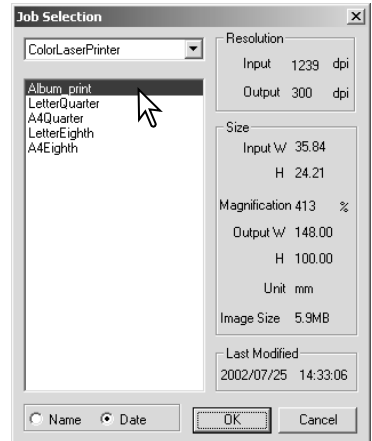 Job Selection
ColorLaserPrinter
Album_print
LetterQuarter
A4Quarter
LetterEighth
A4Eighth
Name Date
Resolution
Input 1239 dpi
Output 300 dpi
Size
Input W 35.84
H 24.21
Magnification 413 %
Output W 148.00
H 100.00
Unit mm
Image Size 5.9MB
Last Modified
2002/07/25 14:33:06
OK Cancel